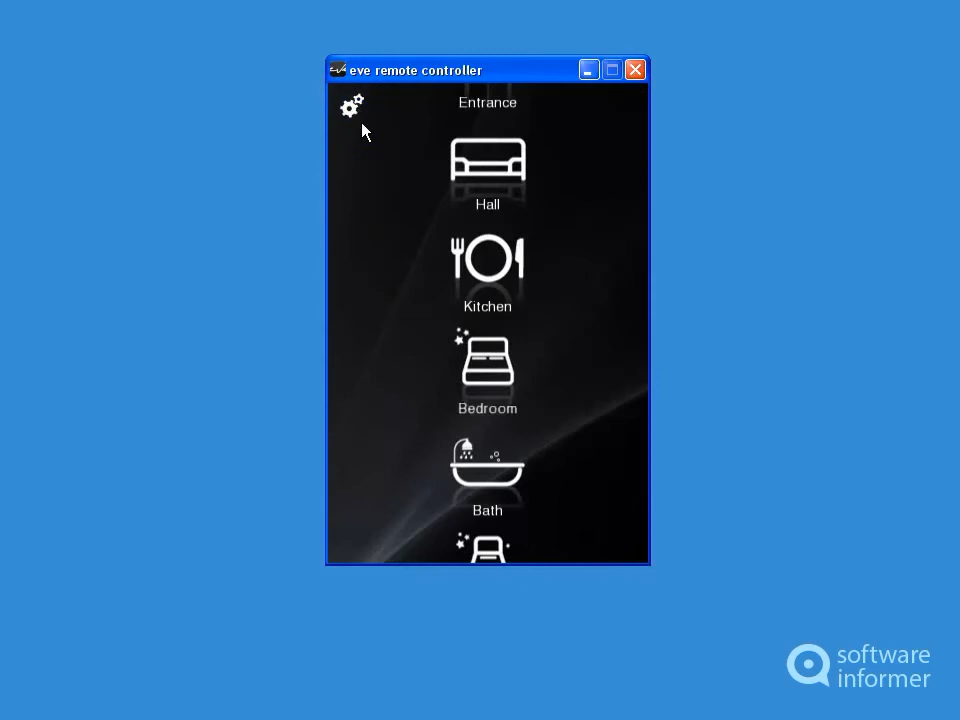 eve remote controller
Entrance
Hall
Kitchen
Bedroom
Bath
software
informer